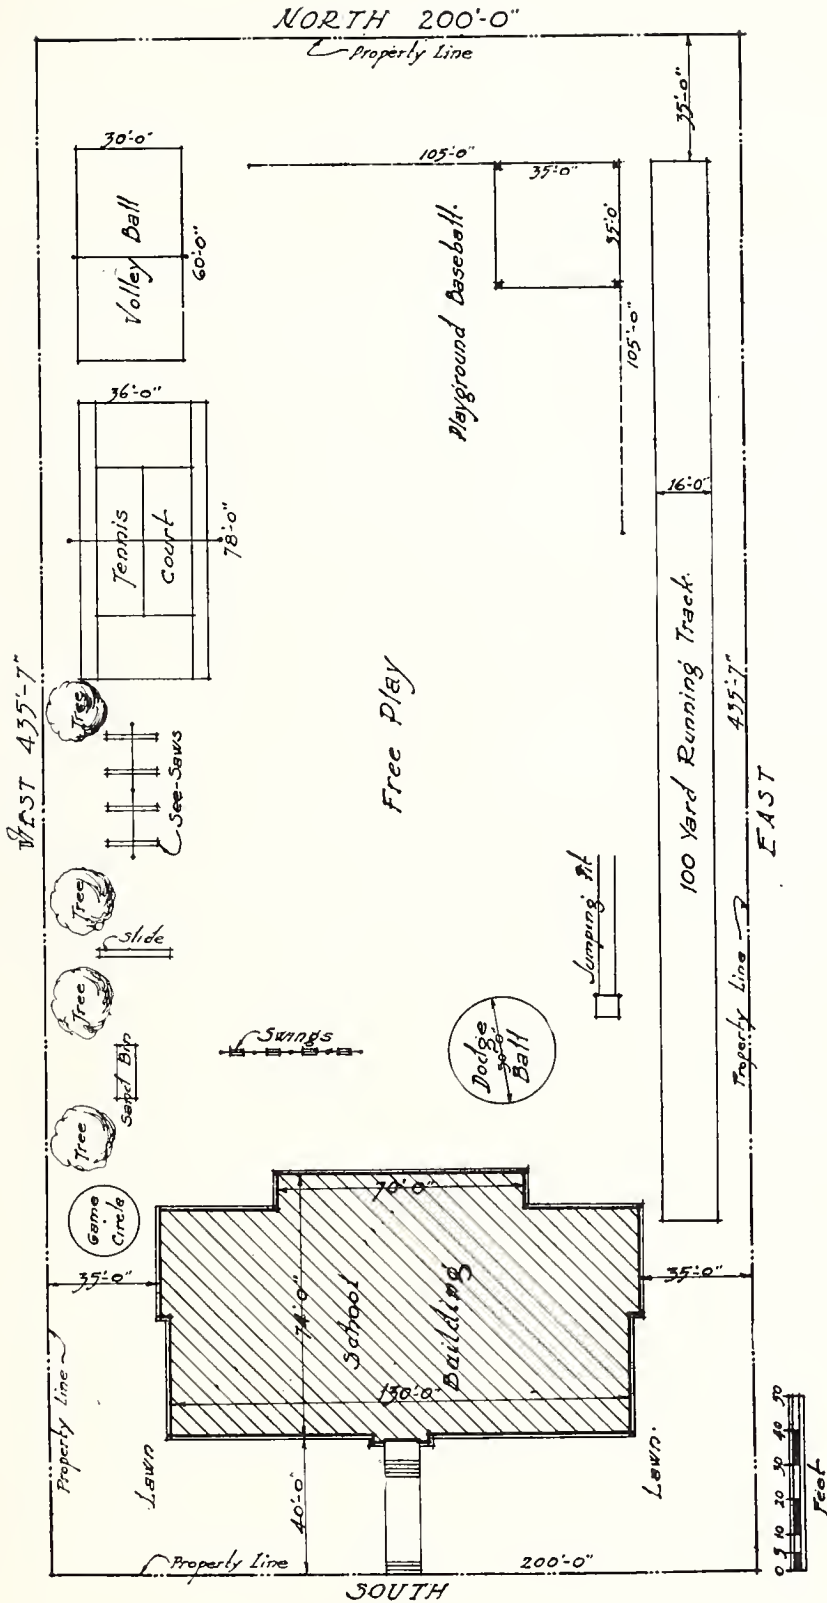 NORTH 200'-0"
Property Line
35'-0"
30'-0"
Volley Ball
60'-0"
105'-0"
35'-0"
35'-0"
105'-0"
Playground Baseball.
36'-0"
Tennis
Court
78'-0"
16'-0"
100 Yard Running Track.
WEST 435'-7"
435'-7"
EAST
Tree
See-Saws
Free Play
Tree
Slide
Tree
Jumping Pit
Property Line
Swings
Dodge
30'-0"
Ball
Sand Bin
Tree
Game
Circle
70'-0"
35'-0"
35'-0"
74'-0"
School
Building
130'-0"
Property Line
Lawn
Lawn.
40'-0"
Property Line
200'-0"
SOUTH
0 5 10 20 30 40 50
Feet